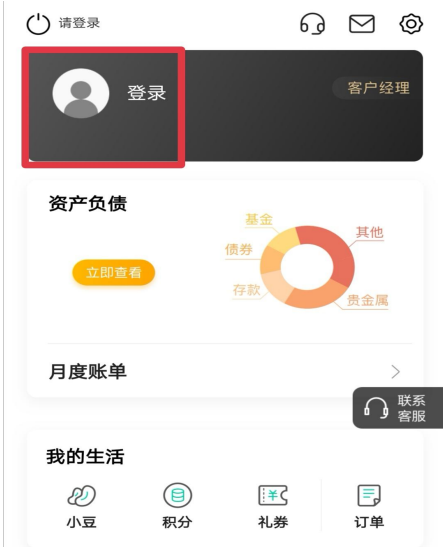 请登录
登录
客户经理
资产负债
基金
其他
债券
立即查看
存款
贵金属
月度账单
联系
客服
我的生活
小豆
积分
礼券
订单